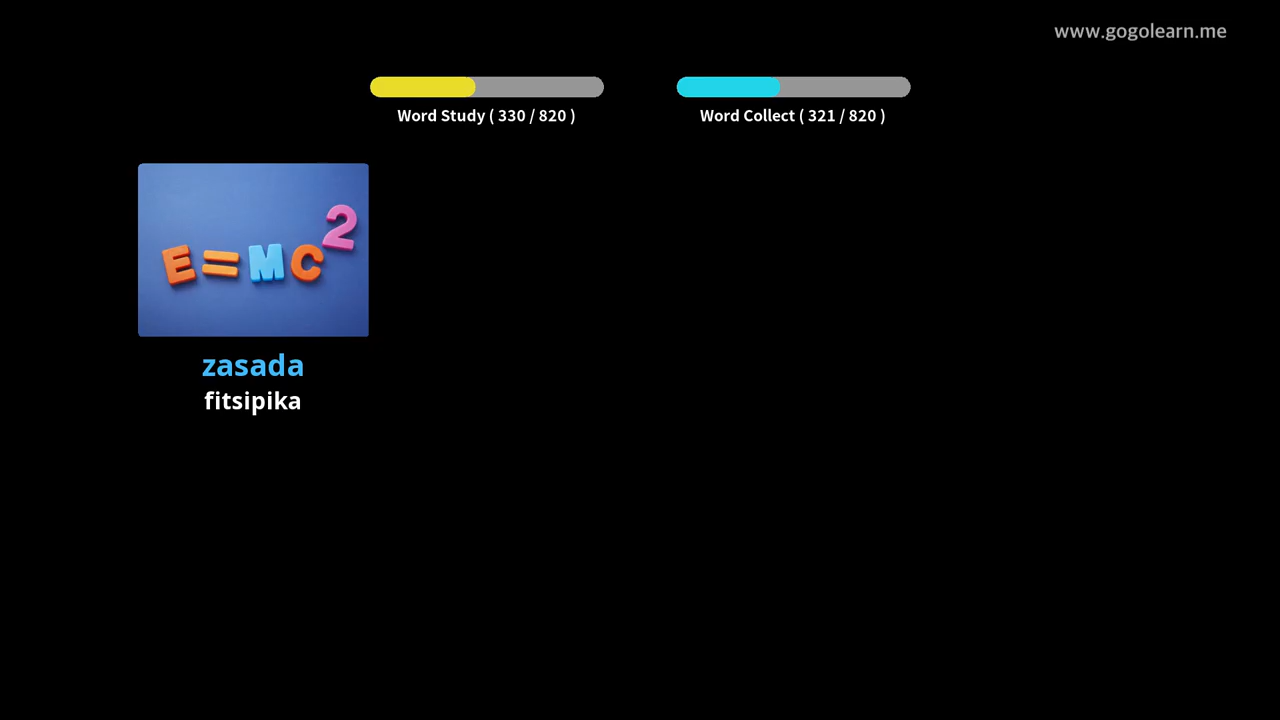 www.gogolearn.me
Word Study ( 330 / 820 )
Word Collect ( 321 / 820 )
E=MC²
zasada
fitsipika